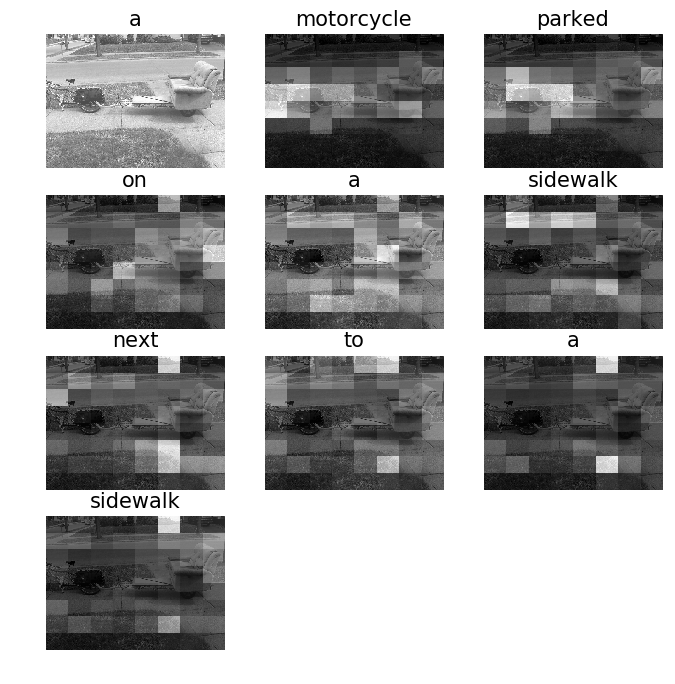 a motorcycle parked
on a sidewalk
next to a
sidewalk